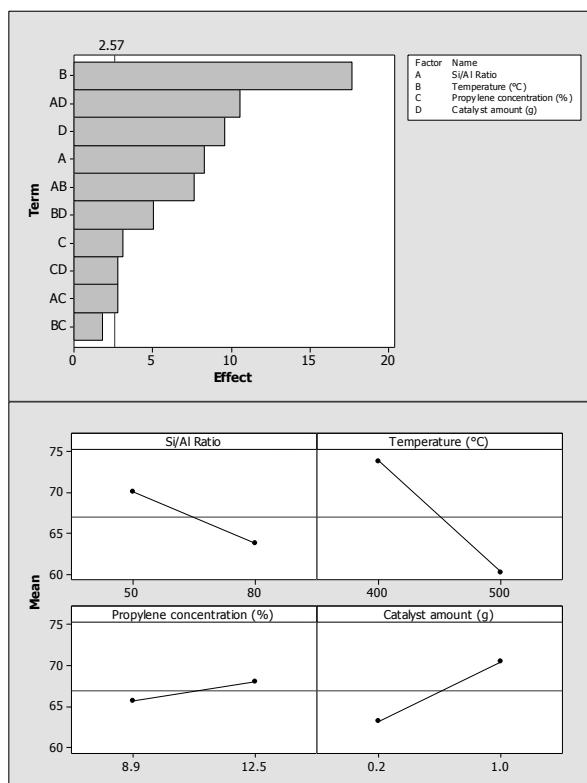 2.57
Factor Name
A Si/Al Ratio
B Temperature (°C)
C Propylene concentration (%)
D Catalyst amount (g)
B
AD
D
A
AB
BD
C
CD
AC
BC
Term
0 5 10 15 20
Effect
Si/Al Ratio Temperature (°C)
75
70
65
60
50 80 400 500
Mean
Propylene concentration (%) Catalyst amount (g)
75
70
65
60
8.9 12.5 0.2 1.0